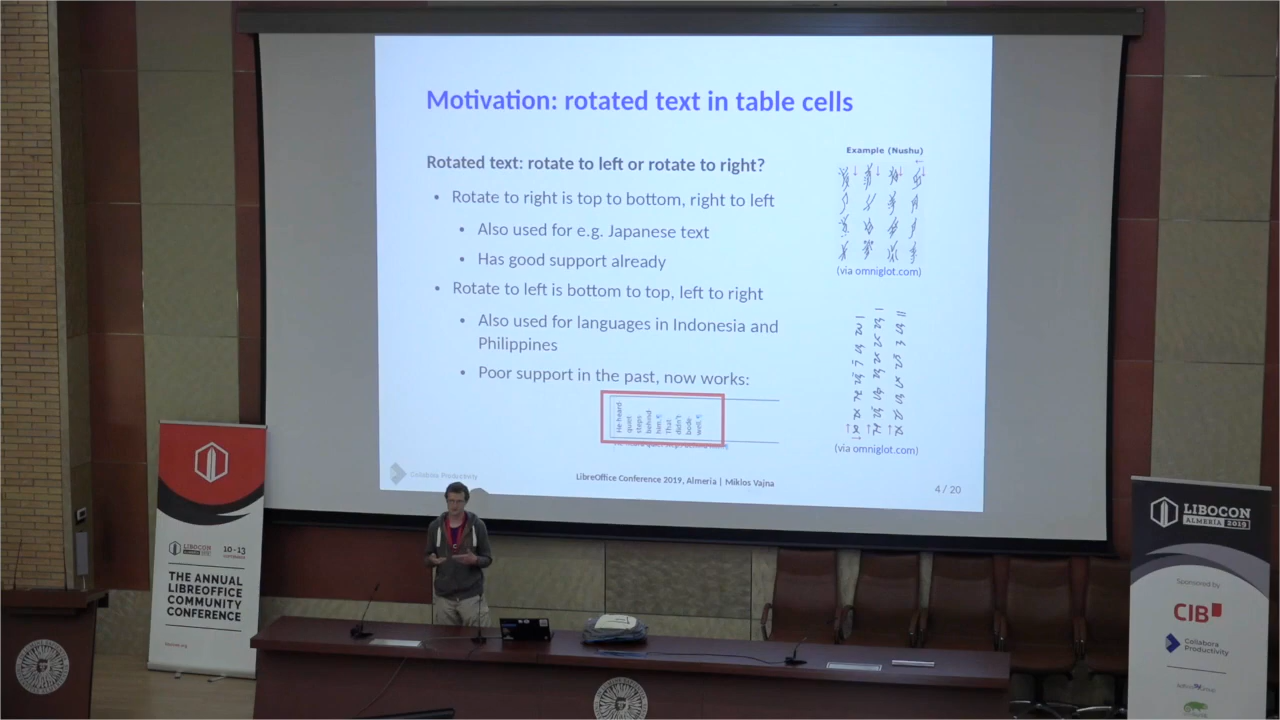 Motivation: rotated text in table cells
Rotated text: rotate to left or rotate to right?
• Rotate to right is top to bottom, right to left
• Also used for e.g. Japanese text
• Has good support already
• Rotate to left is bottom to top, left to right
• Also used for languages in Indonesia and
Philippines
• Poor support in the past, now works:
He heard
quiet
steps
behind
him.¶
That
didn't
bode
well.¶
Example (Nushu)
(via omniglot.com)
(via omniglot.com)
Collabora Productivity
LibreOffice Conference 2019, Almeria | Miklos Vajna
4 / 20
LIBOCON
10-13
THE ANNUAL
LIBREOFFICE
COMMUNITY
CONFERENCE
LIBOCON
ALMERÍA 2019
Sponsored by
CIB
Collabora
Productivity